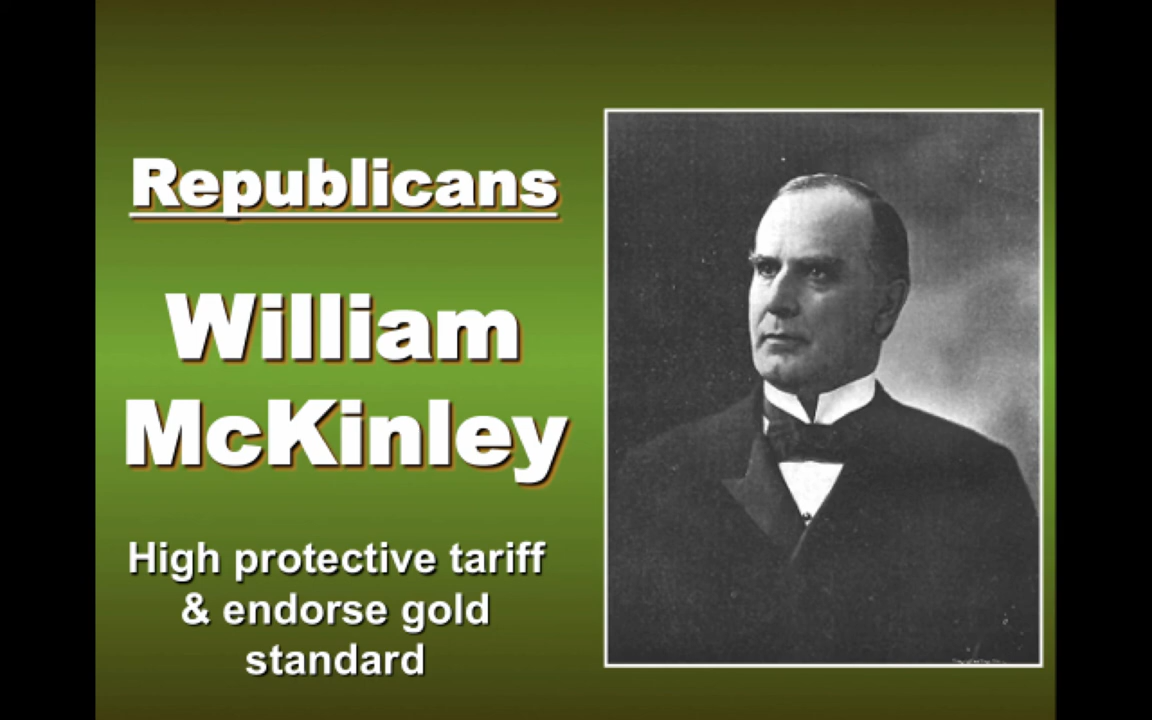 Republicans
William
McKinley
High protective tariff
& endorse gold
standard